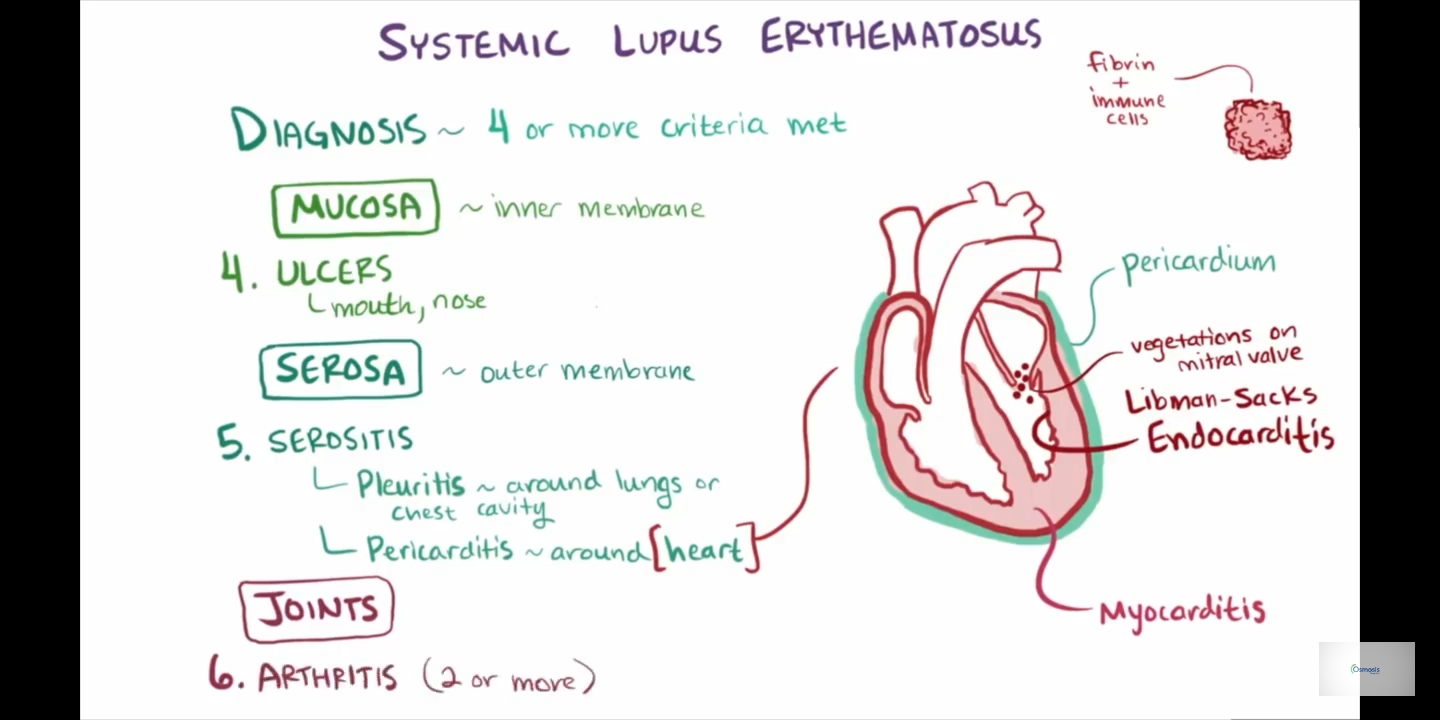 SYSTEMIC LUPUS ERYTHEMATOSUS
DIAGNOSIS ~ 4 or more criteria met
MUCOSA ~ inner membrane
4. ULCERS
mouth, nose
SEROSA ~ outer membrane
5. SEROSITIS
Pleuritis ~ around lungs or
chest cavity
Pericarditis ~ around [heart]
JOINTS
6. ARTHRITIS (2 or more)
fibrin
+
immune
cells
pericardium
vegetations on
mitral valve
Libman-Sacks
Endocarditis
Myocarditis
Osmosis